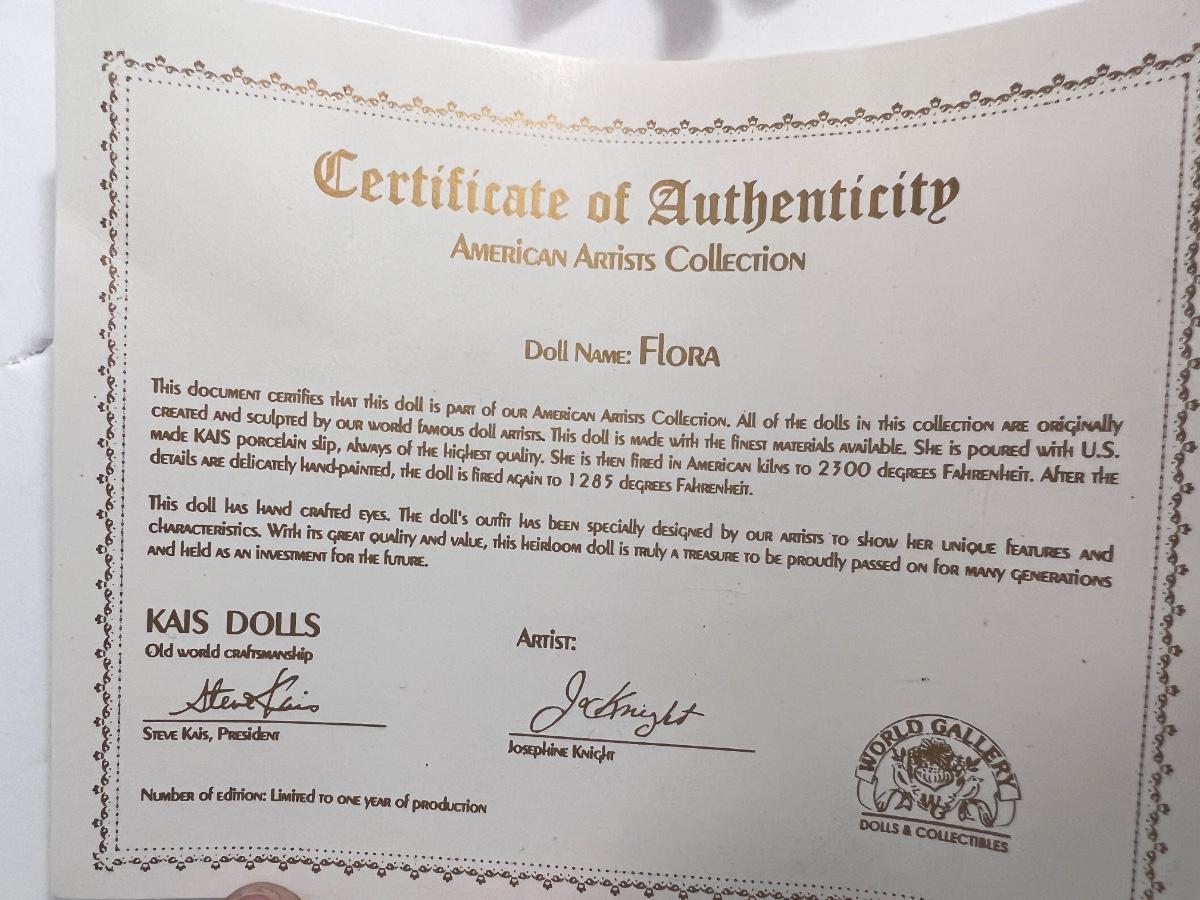 Certificate of Authenticity
American Artists Collection
Doll Name: Flora
This document certifies that this doll is part of our American Artists Collection. All of the dolls in this collection are originally
created and sculpted by our world famous doll artists. This doll is made with the finest materials available. She is poured with U.S.
made KAIS porcelain slip, always of the highest quality. She is then fired in American kilns to 2300 degrees Fahrenheit. After the
details are delicately hand-painted, the doll is fired again to 1285 degrees Fahrenheit.
This doll has hand crafted eyes. The doll's outfit has been specially designed by our artists to show her unique features and
characteristics. With its great quality and value, this heirloom doll is truly a treasure to be proudly passed on for many generations
and held as an investment for the future.
KAIS DOLLS
Old world craftsmanship
Steve Kais
Steve Kais, President
Artist:
Jo Knight
Josephine Knight
Number of edition: Limited to one year of production
WORLD GALLERY
WG
DOLLS & COLLECTIBLES